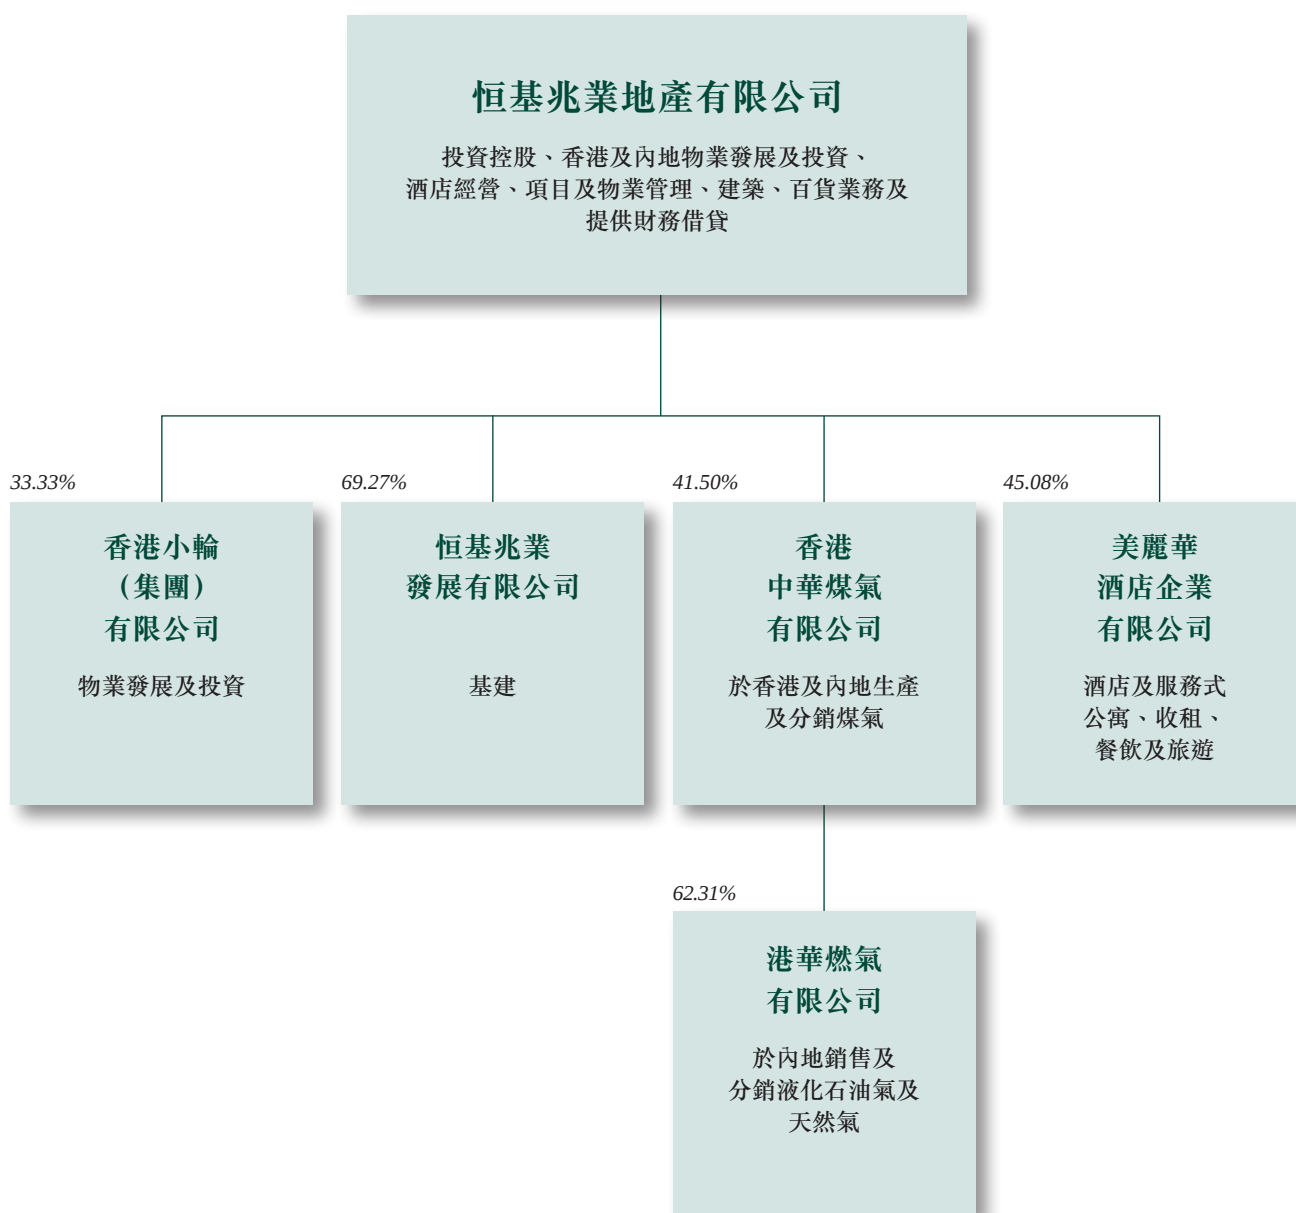 恒基兆業地產有限公司
投資控股、香港及內地物業發展及投資、
酒店經營、項目及物業管理、建築、百貨業務及
提供財務借貸
33.33%
香港小輪
（集團）
有限公司
物業發展及投資
69.27%
恒基兆業
發展有限公司
基建
41.50%
香港
中華煤氣
有限公司
於香港及內地生產
及分銷煤氣
45.08%
美麗華
酒店企業
有限公司
酒店及服務式
公寓、收租、
餐飲及旅遊
62.31%
港華燃氣
有限公司
於內地銷售及
分銷液化石油氣及
天然氣